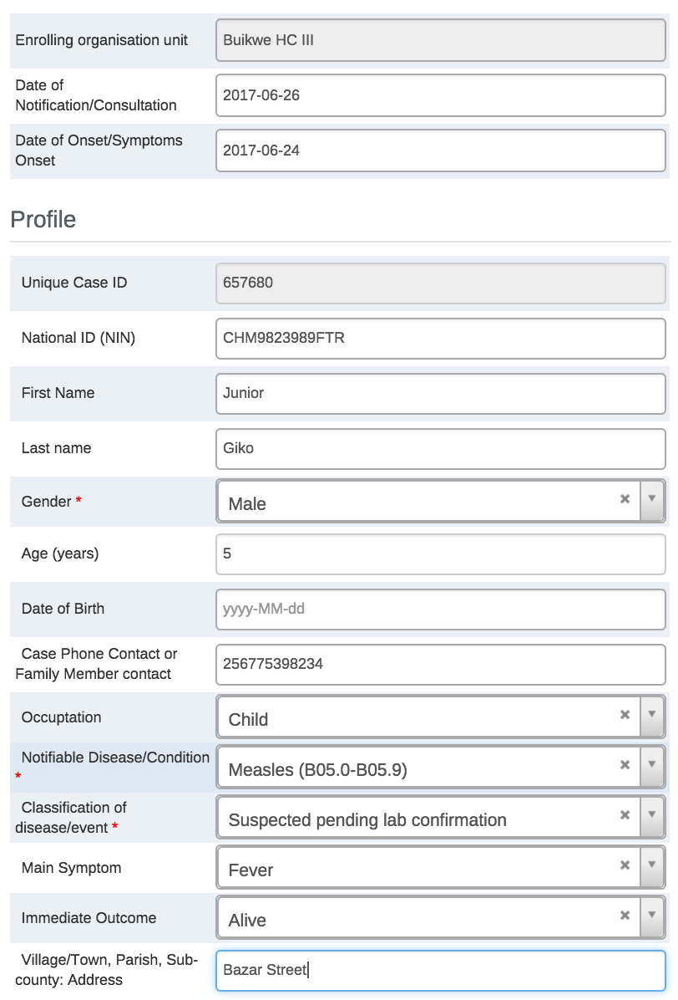 Enrolling organisation unit Buikwe HC III
Date of
Notification/Consultation 2017-06-26
Date of Onset/Symptoms
Onset 2017-06-24
Profile
Unique Case ID 657680
National ID (NIN) CHM9823989FTR
First Name Junior
Last name Giko
Gender * Male
Age (years) 5
Date of Birth yyyy-MM-dd
Case Phone Contact or
Family Member contact 256775398234
Occuptation Child
Notifiable Disease/Condition
* Measles (B05.0-B05.9)
Classification of
disease/event * Suspected pending lab confirmation
Main Symptom Fever
Immediate Outcome Alive
Village/Town, Parish, Sub-
county: Address Bazar Street